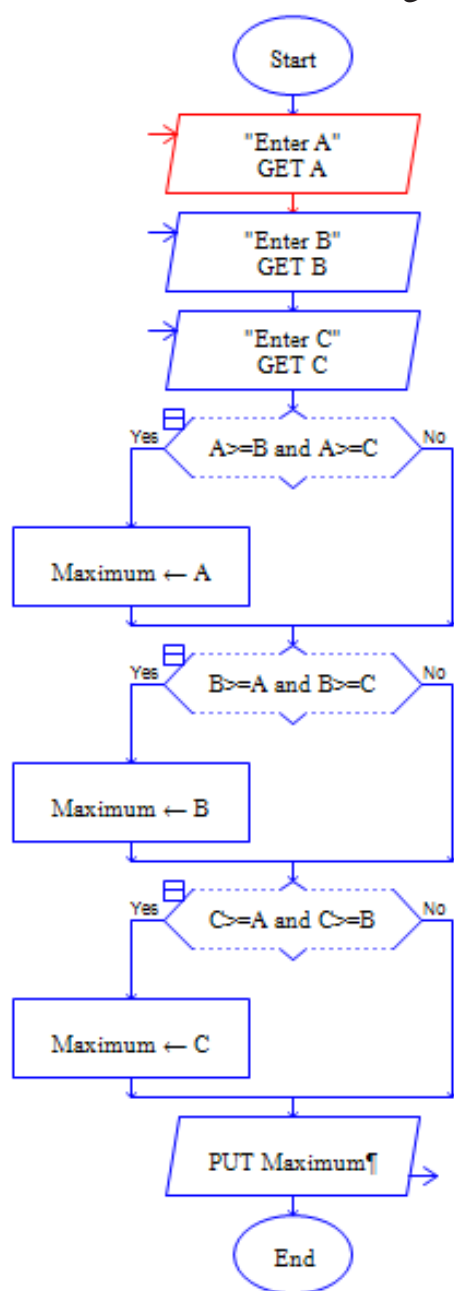 Start
"Enter A"
GET A
"Enter B"
GET B
"Enter C"
GET C
Yes
A>=B and A>=C
No
Maximum ← A
Yes
B>=A and B>=C
No
Maximum ← B
Yes
C>=A and C>=B
No
Maximum ← C
PUT Maximum¶
End